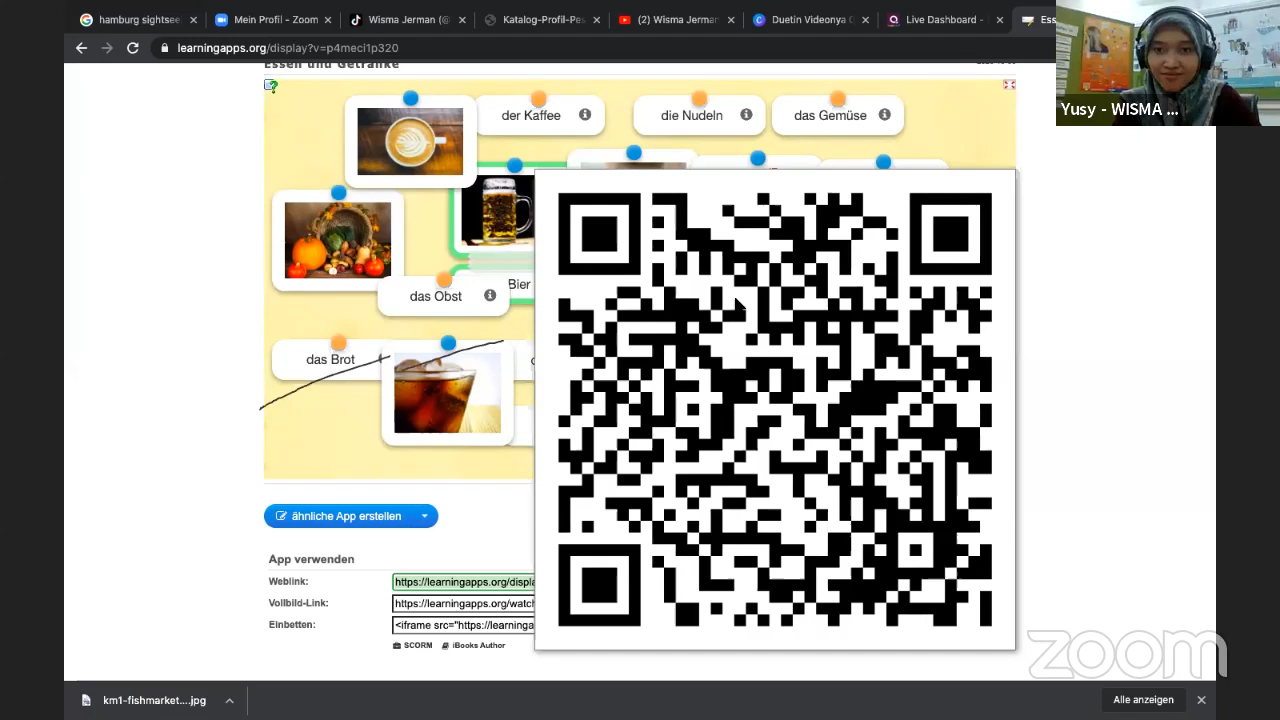 hamburg sightsee
Mein Profil - Zoom
Wisma Jerman (@
Katalog-Profil-Pes
(2) Wisma Jerman
Duetin Videonya
Live Dashboard -
Ess
learningapps.org/display?v=p4meci1p320
Essen und Getränke
der Kaffee
die Nudeln
das Gemüse
Bier
das Obst
das Brot
ähnliche App erstellen
App verwenden
Weblink:
https://learningapps.org/displa
Vollbild-Link:
https://learningapps.org/watch
Einbetten:
<iframe src="https://learninga
SCORM
iBooks Author
Yusy - WISMA ...
zoom
km1-fishmarket....jpg
Alle anzeigen